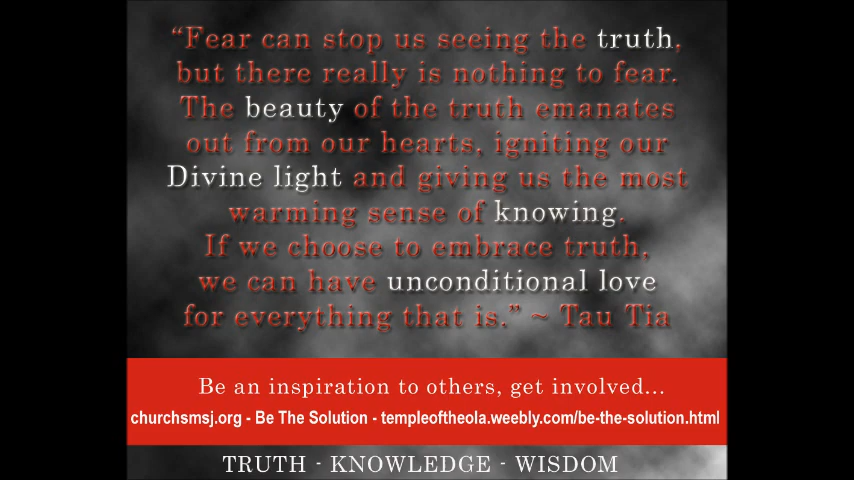 “Fear can stop us seeing the truth,
but there really is nothing to fear.
The beauty of the truth emanates
out from our hearts, igniting our
Divine light and giving us the most
warming sense of knowing.
If we choose to embrace truth,
we can have unconditional love
for everything that is.” ~ Tau Tia
Be an inspiration to others, get involved...
churchsmsj.org - Be The Solution - templeoftheola.weebly.com/be-the-solution.html
TRUTH - KNOWLEDGE - WISDOM